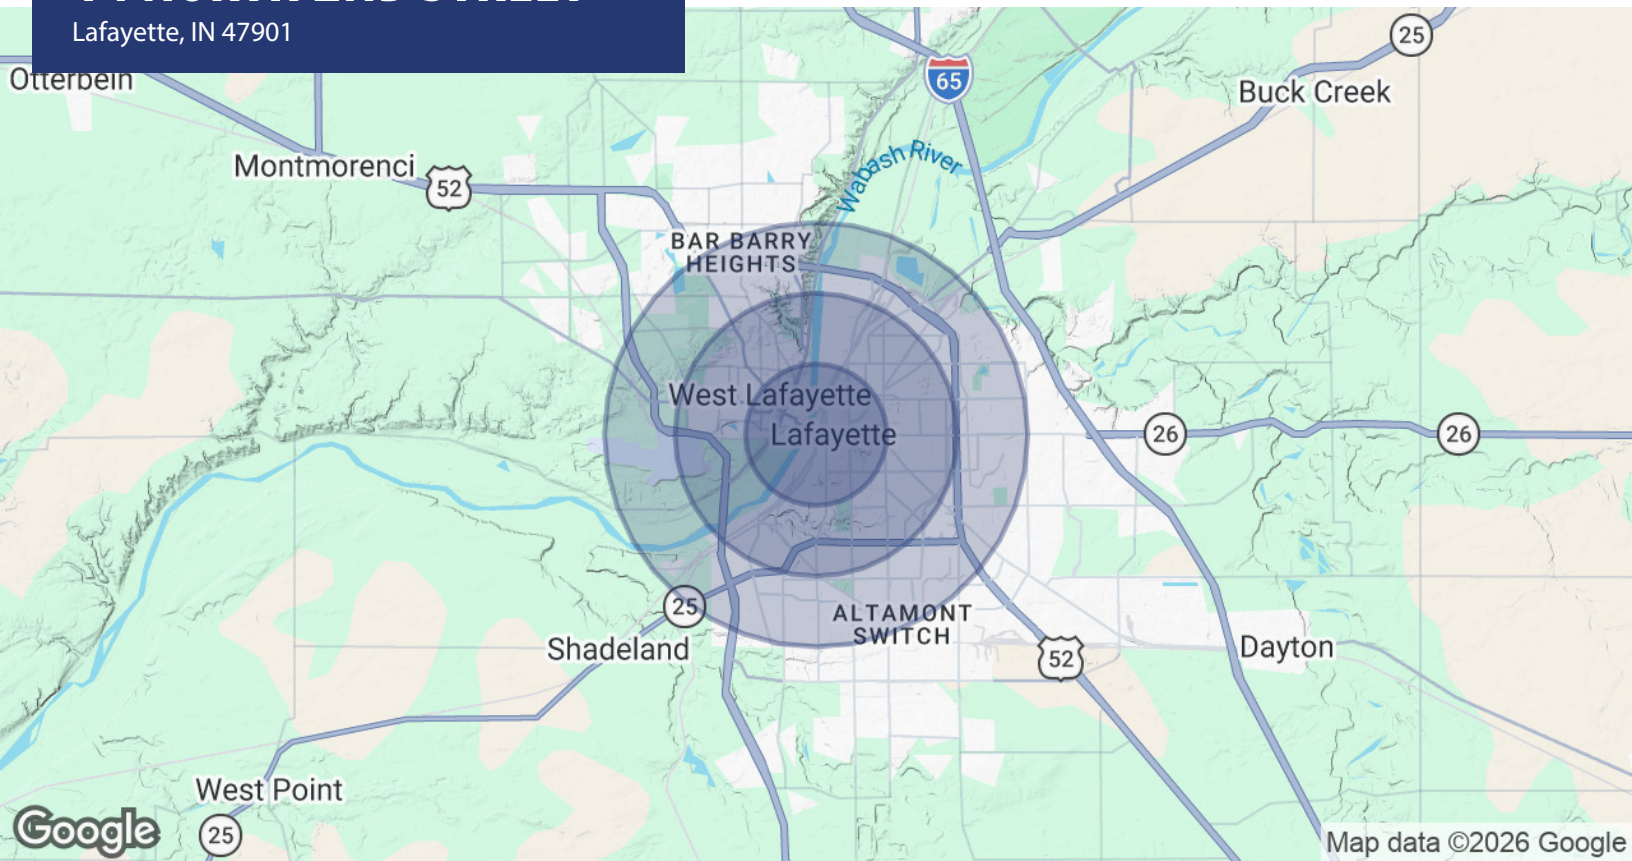 Lafayette, IN 47901
25
65
Otterbein
Buck Creek
Montmorenci
52
Wabash River
BAR BARRY
HEIGHTS
West Lafayette
Lafayette
26
26
25
ALTAMONT
SWITCH
Shadeland
Dayton
52
West Point
25
Google
Map data ©2026 Google